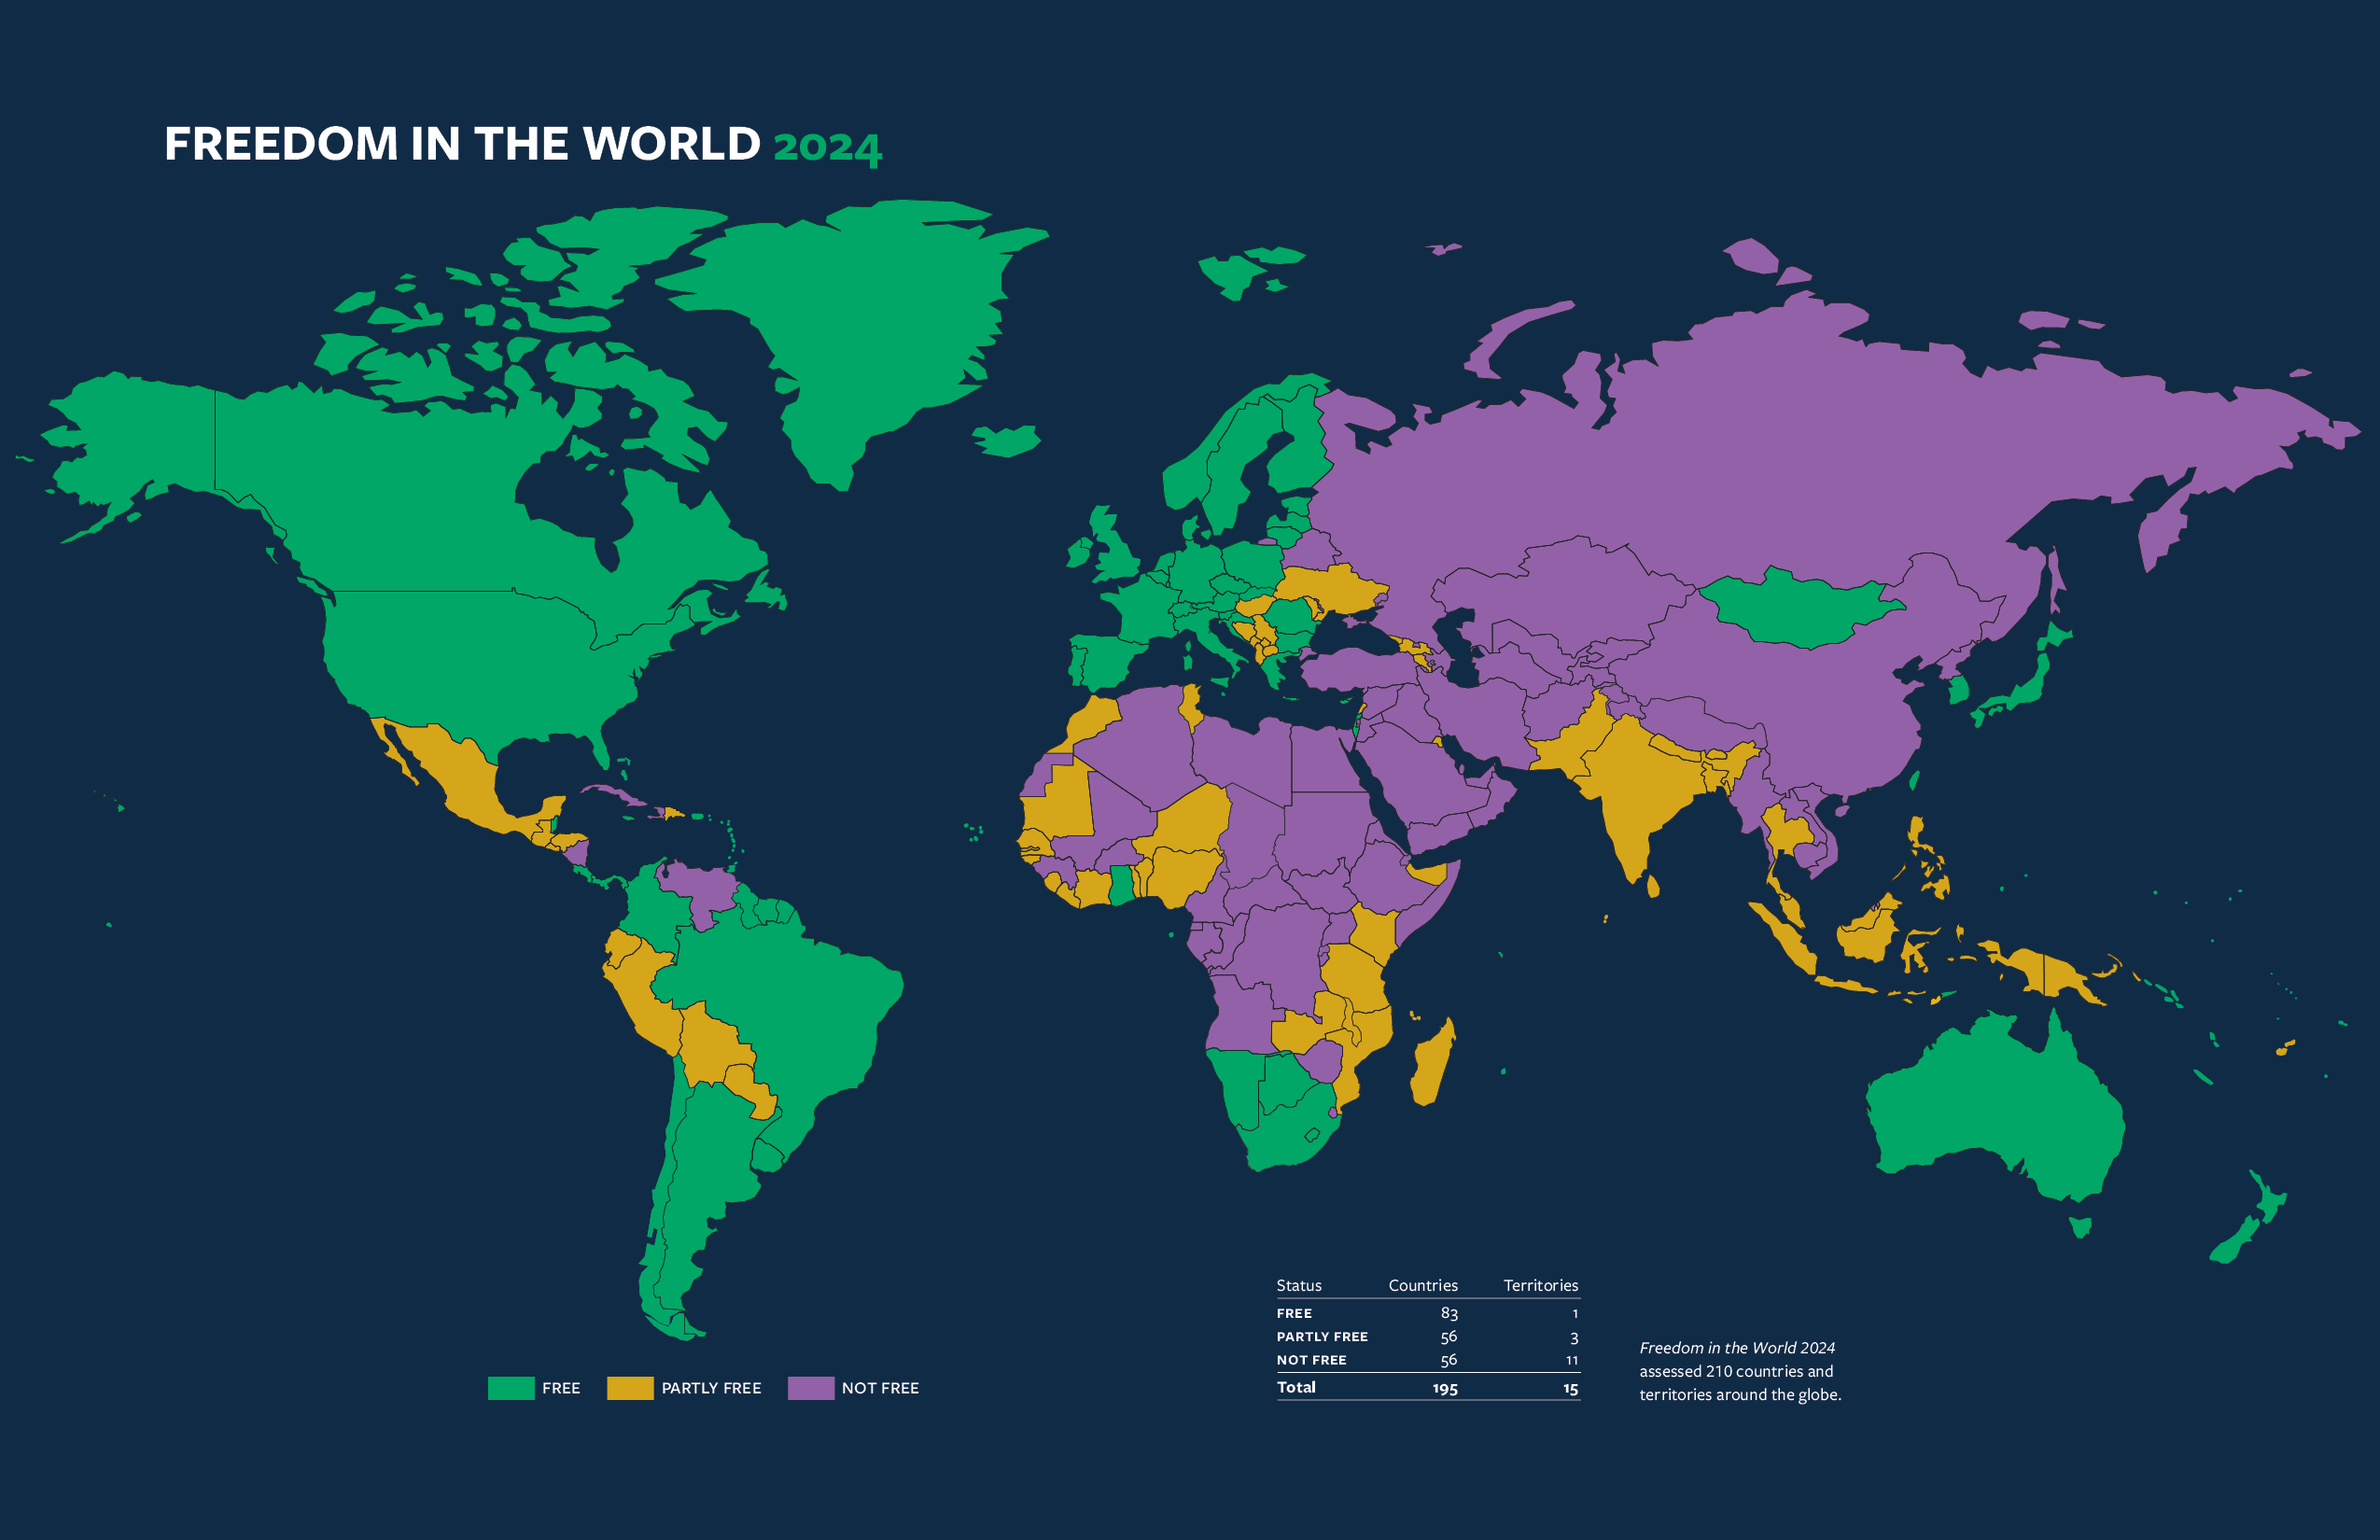 FREEDOM IN THE WORLD 2024
Status Countries Territories
FREE 83 1
PARTLY FREE 56 3
NOT FREE 56 11
Total 195 15
Freedom in the World 2024
assessed 210 countries and
territories around the globe.
FREE PARTLY FREE NOT FREE